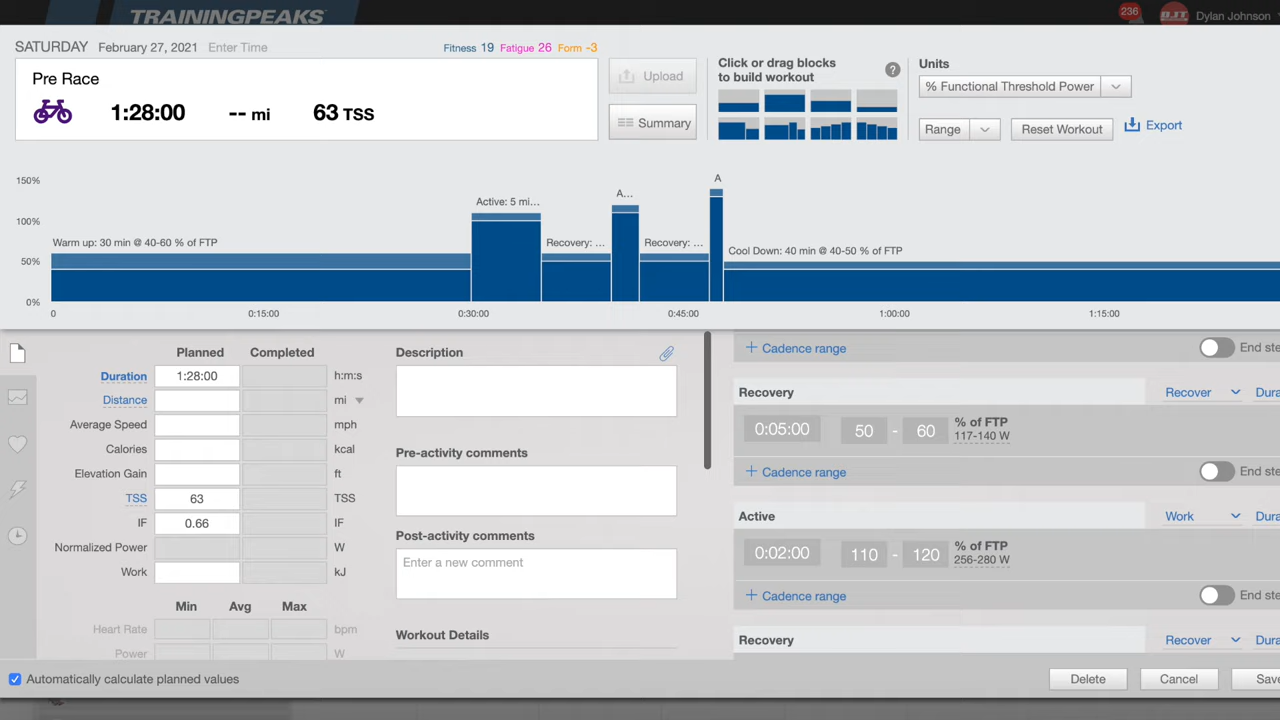 TRAININGPEAKS
236
DJT
Dylan Johnson
SATURDAY February 27, 2021 Enter Time
Fitness 19 Fatigue 26 Form -3
Pre Race
1:28:00 -- mi 63 TSS
Upload
Summary
Click or drag blocks
to build workout
?
Units
% Functional Threshold Power
Range
Reset Workout
Export
150%
100%
50%
0%
Warm up: 30 min @ 40-60 % of FTP
Active: 5 mi...
Recovery: ...
A...
Recovery: ...
A
Cool Down: 40 min @ 40-50 % of FTP
0 0:15:00 0:30:00 0:45:00 1:00:00 1:15:00
Planned Completed
Duration 1:28:00 h:m:s
Distance mi
Average Speed mph
Calories kcal
Elevation Gain ft
TSS 63 TSS
IF 0.66 IF
Normalized Power W
Work kJ
Min Avg Max
Heart Rate bpm
Power W
Description
Pre-activity comments
Post-activity comments
Enter a new comment
Workout Details
+ Cadence range End ste
Recovery Recover Dura
0:05:00 50 - 60 % of FTP
117-140 W
+ Cadence range End ste
Active Work Dura
0:02:00 110 - 120 % of FTP
256-280 W
+ Cadence range End ste
Recovery Recover Dura
Automatically calculate planned values
Delete Cancel Save